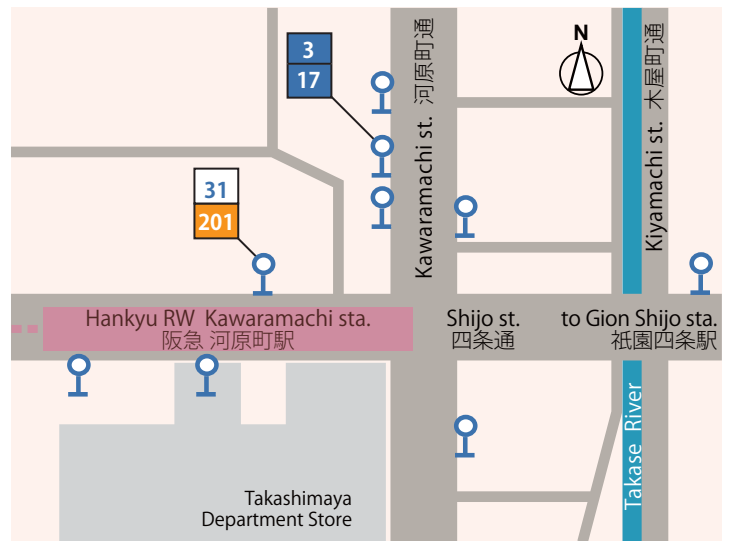 N
3
17
31
201
Kawaramachi st. 河原町通
Kiyamachi st. 木屋町通
Hankyu RW Kawaramachi sta.
阪急 河原町駅
Shijo st.
四条通
to Gion Shijo sta.
祇園四条駅
Takase River
Takashimaya
Department Store